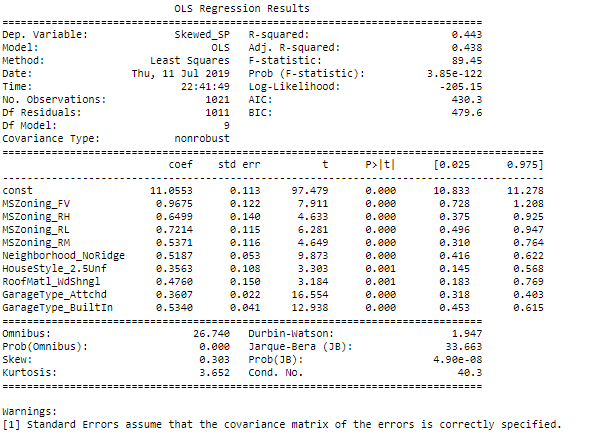 OLS Regression Results
==============================================================================
Dep. Variable: Skewed_SP R-squared: 0.443
Model: OLS Adj. R-squared: 0.438
Method: Least Squares F-statistic: 89.45
Date: Thu, 11 Jul 2019 Prob (F-statistic): 3.85e-122
Time: 22:41:49 Log-Likelihood: -205.15
No. Observations: 1021 AIC: 430.3
Df Residuals: 1011 BIC: 479.6
Df Model: 9
Covariance Type: nonrobust
==============================================================================
coef std err t P>|t| [0.025 0.975]
------------------------------------------------------------------------------
const 11.0553 0.113 97.479 0.000 10.833 11.278
MSZoning_FV 0.9675 0.122 7.911 0.000 0.728 1.208
MSZoning_RH 0.6499 0.140 4.633 0.000 0.375 0.925
MSZoning_RL 0.7214 0.115 6.281 0.000 0.496 0.947
MSZoning_RM 0.5371 0.116 4.649 0.000 0.310 0.764
Neighborhood_NoRidge 0.5187 0.053 9.873 0.000 0.416 0.622
HouseStyle_2.5Unf 0.3563 0.108 3.303 0.001 0.145 0.568
RoofMatl_WdShngl 0.4760 0.150 3.184 0.001 0.183 0.769
GarageType_Attchd 0.3607 0.022 16.554 0.000 0.318 0.403
GarageType_BuiltIn 0.5340 0.041 12.938 0.000 0.453 0.615
==============================================================================
Omnibus: 26.740 Durbin-Watson: 1.947
Prob(Omnibus): 0.000 Jarque-Bera (JB): 33.663
Skew: 0.303 Prob(JB): 4.90e-08
Kurtosis: 3.652 Cond. No. 40.3
==============================================================================
Warnings:
[1] Standard Errors assume that the covariance matrix of the errors is correctly specified.